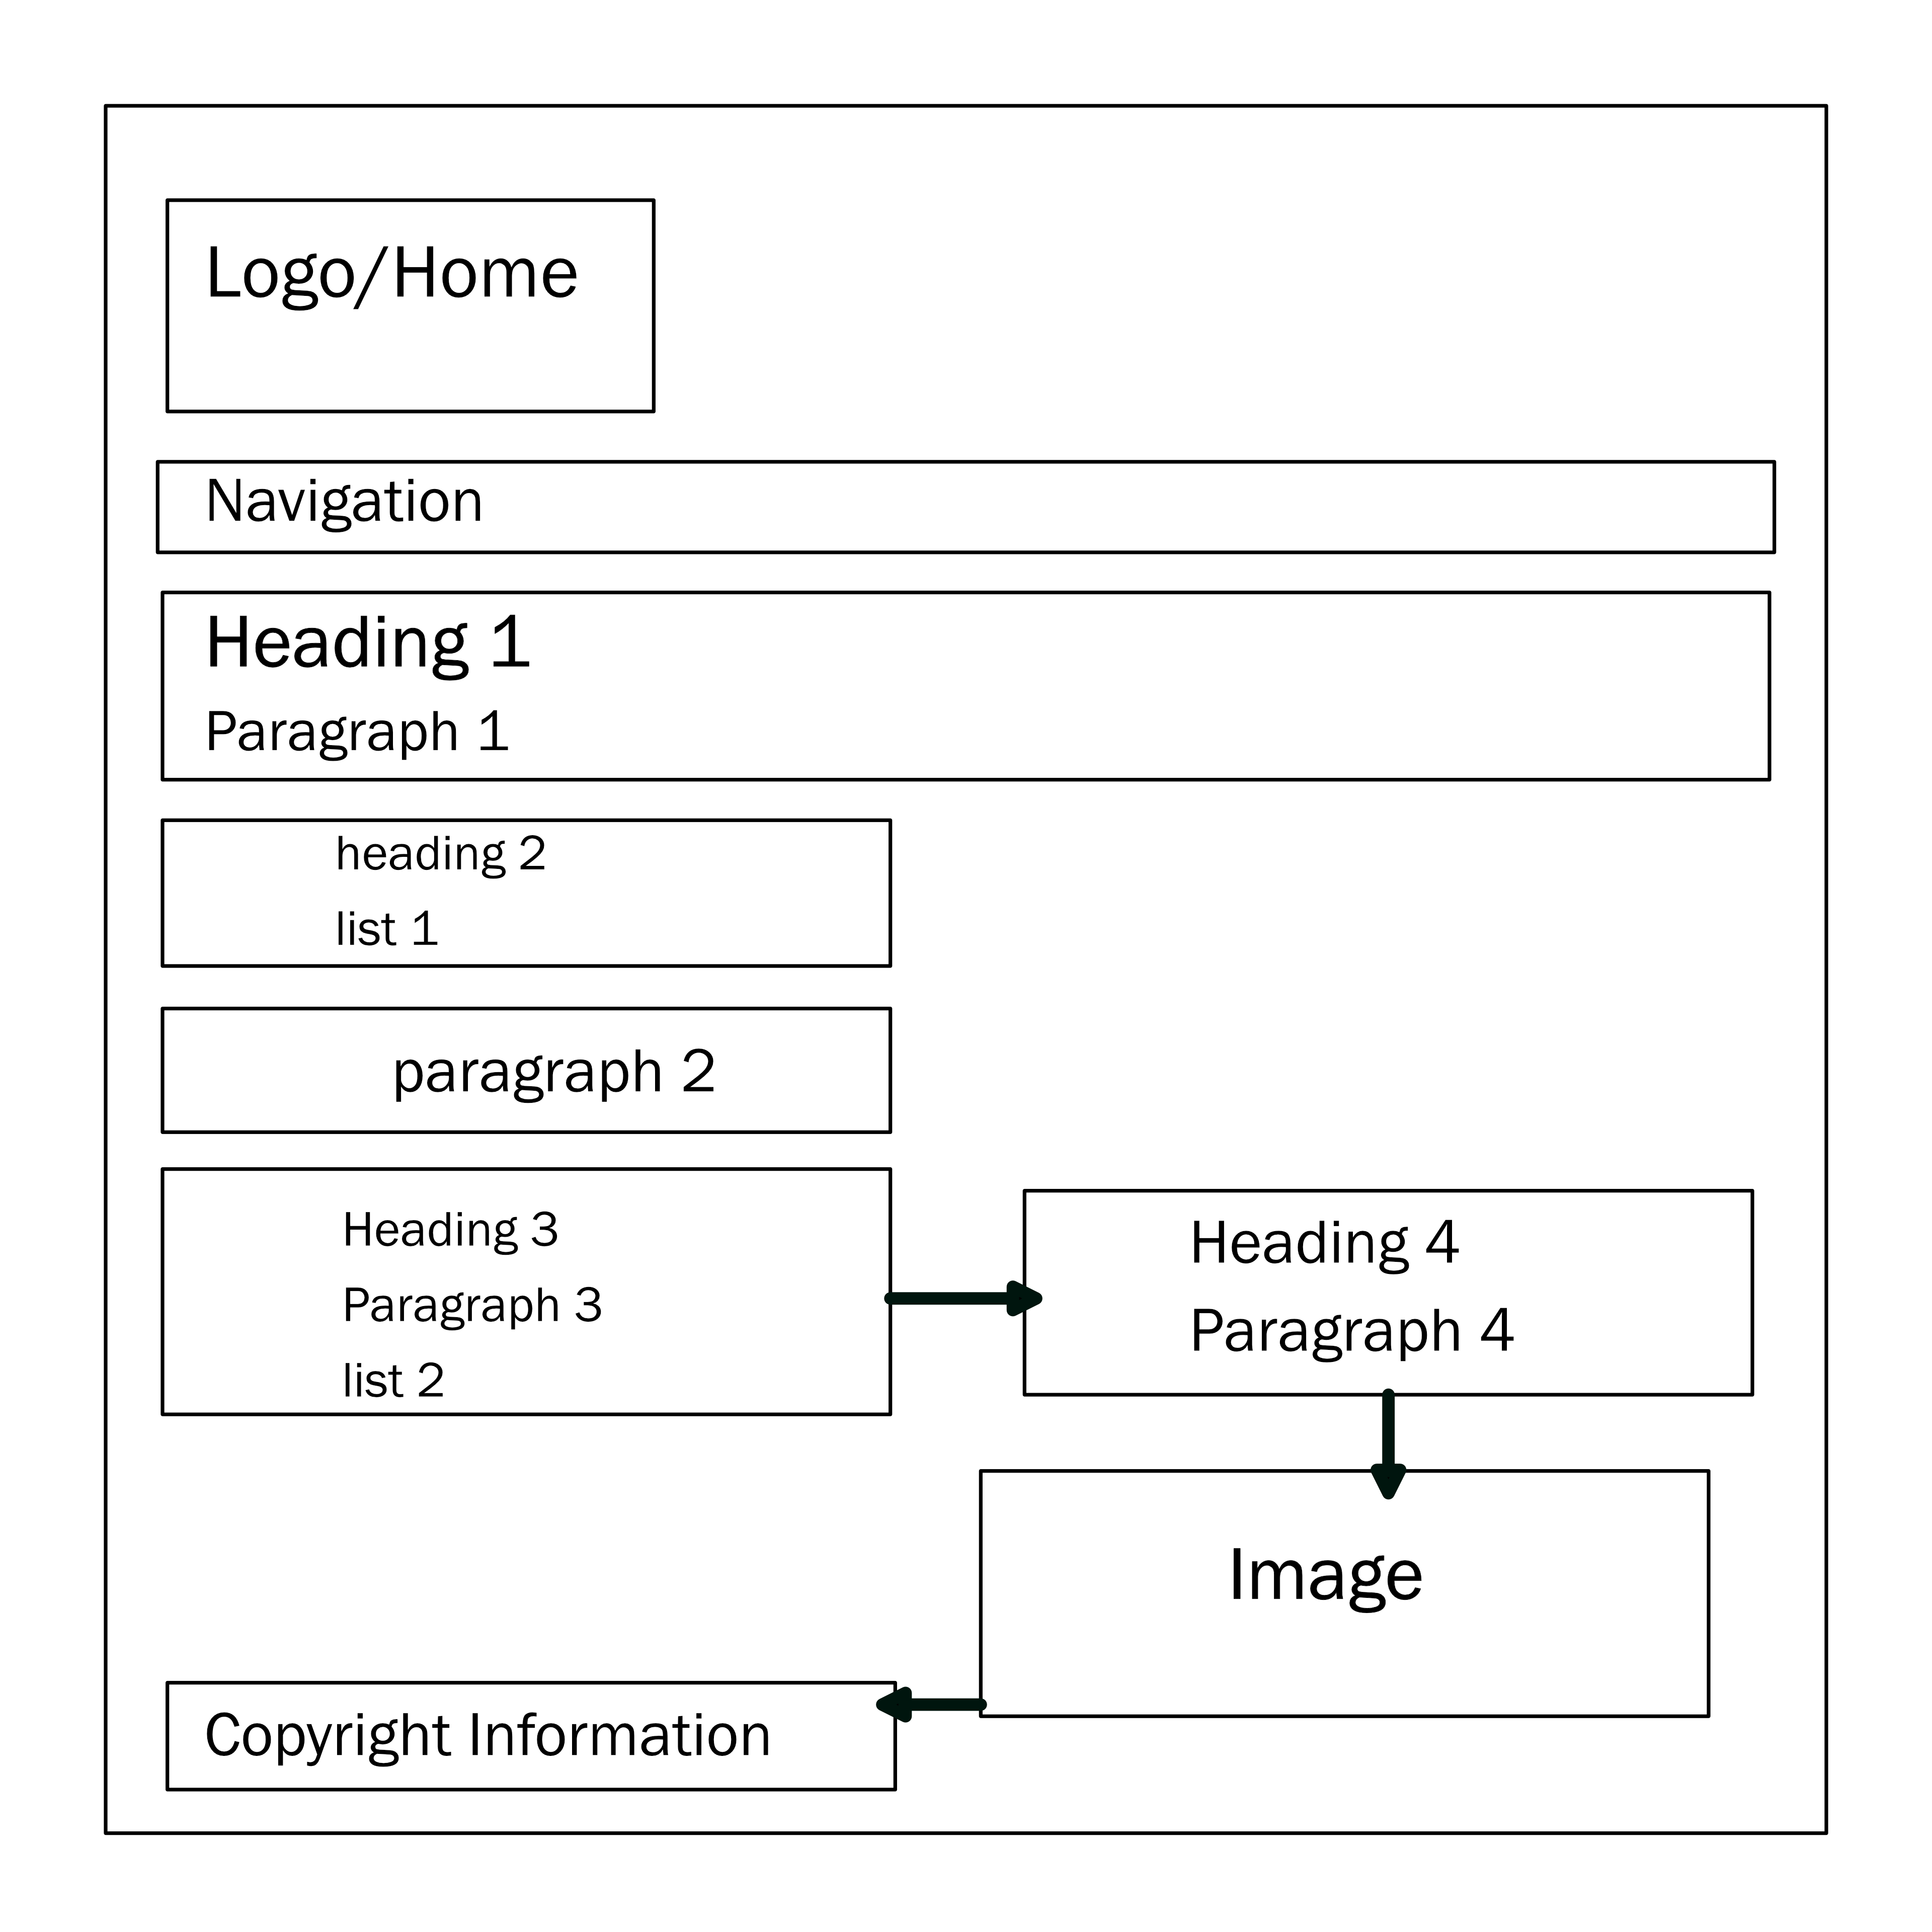 Logo/Home
Navigation
Heading 1
Paragraph 1
heading 2
list 1
paragraph 2
Heading 3
Paragraph 3
list 2
Heading 4
Paragraph 4
Image
Copyright Information